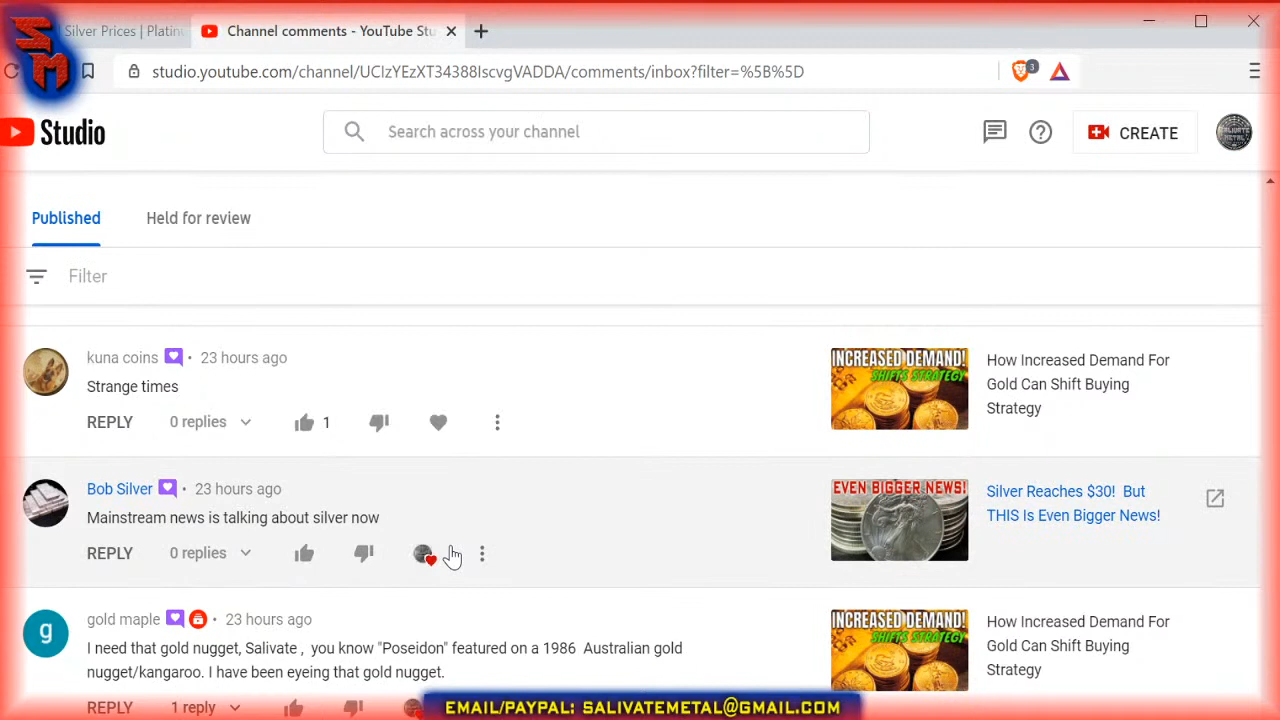 SM
Silver Prices | Platin
Channel comments - YouTube Stu
studio.youtube.com/channel/UCIzYEzXT34388IscvgVADDA/comments/inbox?filter=%5B%5D
3
Studio
Search across your channel
CREATE
SALIVATE
METAL
Published
Held for review
Filter
kuna coins • 23 hours ago
Strange times
REPLY 0 replies 1
INCREASED DEMAND!
SHIFTS STRATEGY
How Increased Demand For
Gold Can Shift Buying
Strategy
Bob Silver • 23 hours ago
Mainstream news is talking about silver now
REPLY 0 replies
EVEN BIGGER NEWS!
Silver Reaches $30! But
THIS Is Even Bigger News!
g
gold maple • 23 hours ago
I need that gold nugget, Salivate , you know "Poseidon" featured on a 1986 Australian gold
nugget/kangaroo. I have been eyeing that gold nugget.
REPLY 1 reply
INCREASED DEMAND!
SHIFTS STRATEGY
How Increased Demand For
Gold Can Shift Buying
Strategy
EMAIL/PAYPAL: SALIVATEMETAL@GMAIL.COM